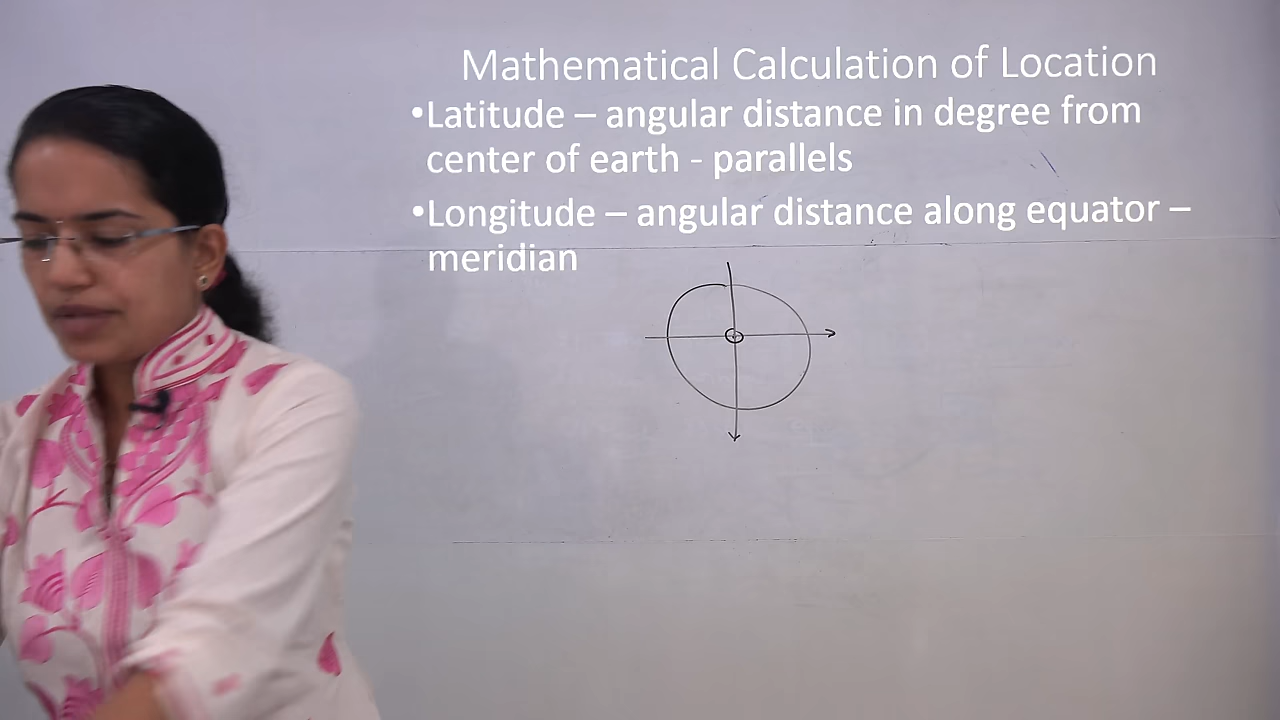 Mathematical Calculation of Location
•Latitude – angular distance in degree from
center of earth - parallels
•Longitude – angular distance along equator –
meridian